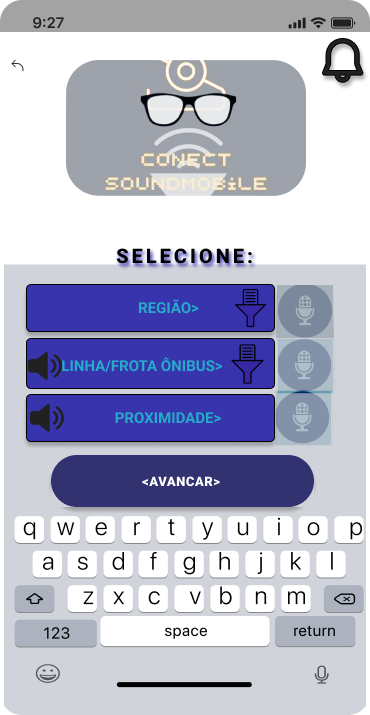 9:27
CONECT
SOUNDMOBiLE
SELECIONE:
REGIÃO>
LINHA/FROTA ÔNIBUS>
PROXIMIDADE>
<AVANCAR>
q w e r t y u i o p
a s d f g h j k l
z x c v b n m
123 space return